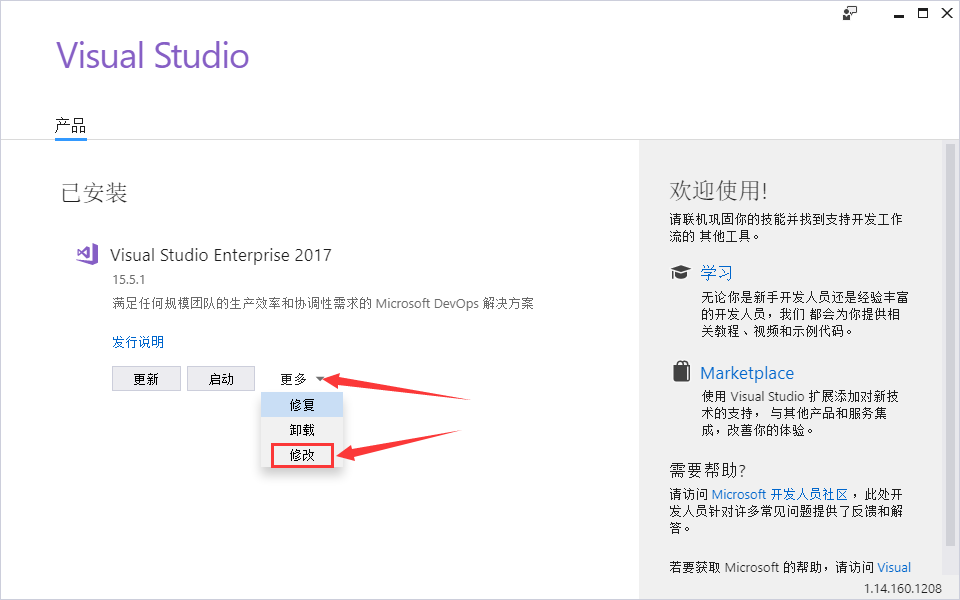 Visual Studio
产品
已安装
Visual Studio Enterprise 2017
15.5.1
满足任何规模团队的生产效率和协调性需求的 Microsoft DevOps 解决方案
发行说明
更新
启动
更多
修复
卸载
修改
欢迎使用!
请联机巩固你的技能并找到支持开发工作
流的 其他工具。
学习
无论你是新手开发人员还是经验丰富
的开发人员，我们 都会为你提供相
关教程、视频和示例代码。
Marketplace
使用 Visual Studio 扩展添加对新技
术的支持， 与其他产品和服务集
成，改善你的体验。
需要帮助?
请访问 Microsoft 开发人员社区 ，此处开
发人员针对许多常见问题提供了反馈和解
答。
若要获取 Microsoft 的帮助，请访问 Visual
1.14.160.1208